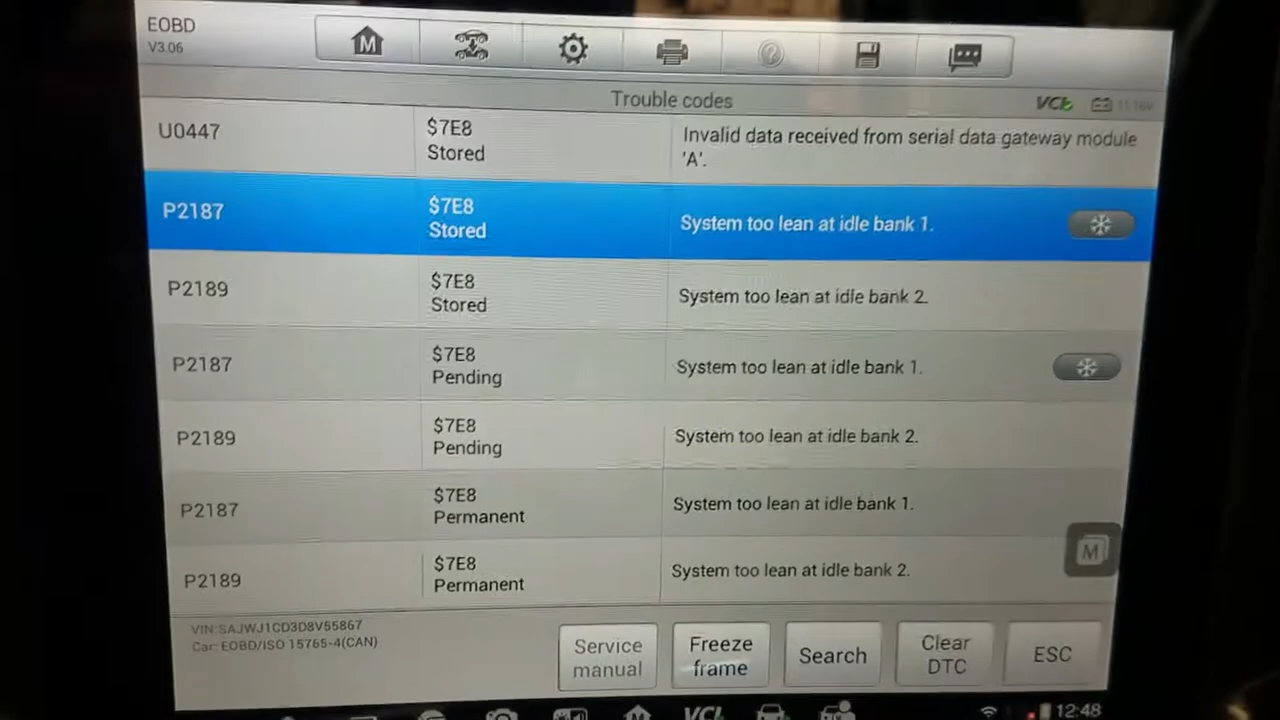 EOBD
V3.06
M
?
Trouble codes
VCI
U0447
$7E8
Stored
Invalid data received from serial data gateway module
'A'.
P2187
$7E8
Stored
System too lean at idle bank 1.
P2189
$7E8
Stored
System too lean at idle bank 2.
P2187
$7E8
Pending
System too lean at idle bank 1.
P2189
$7E8
Pending
System too lean at idle bank 2.
P2187
$7E8
Permanent
System too lean at idle bank 1.
P2189
$7E8
Permanent
System too lean at idle bank 2.
M
VIN:SAJWJ1CD3D8V55867
Car: EOBD/ISO 15765-4(CAN)
Service
manual
Freeze
frame
Search
Clear
DTC
ESC
VCI
12:48